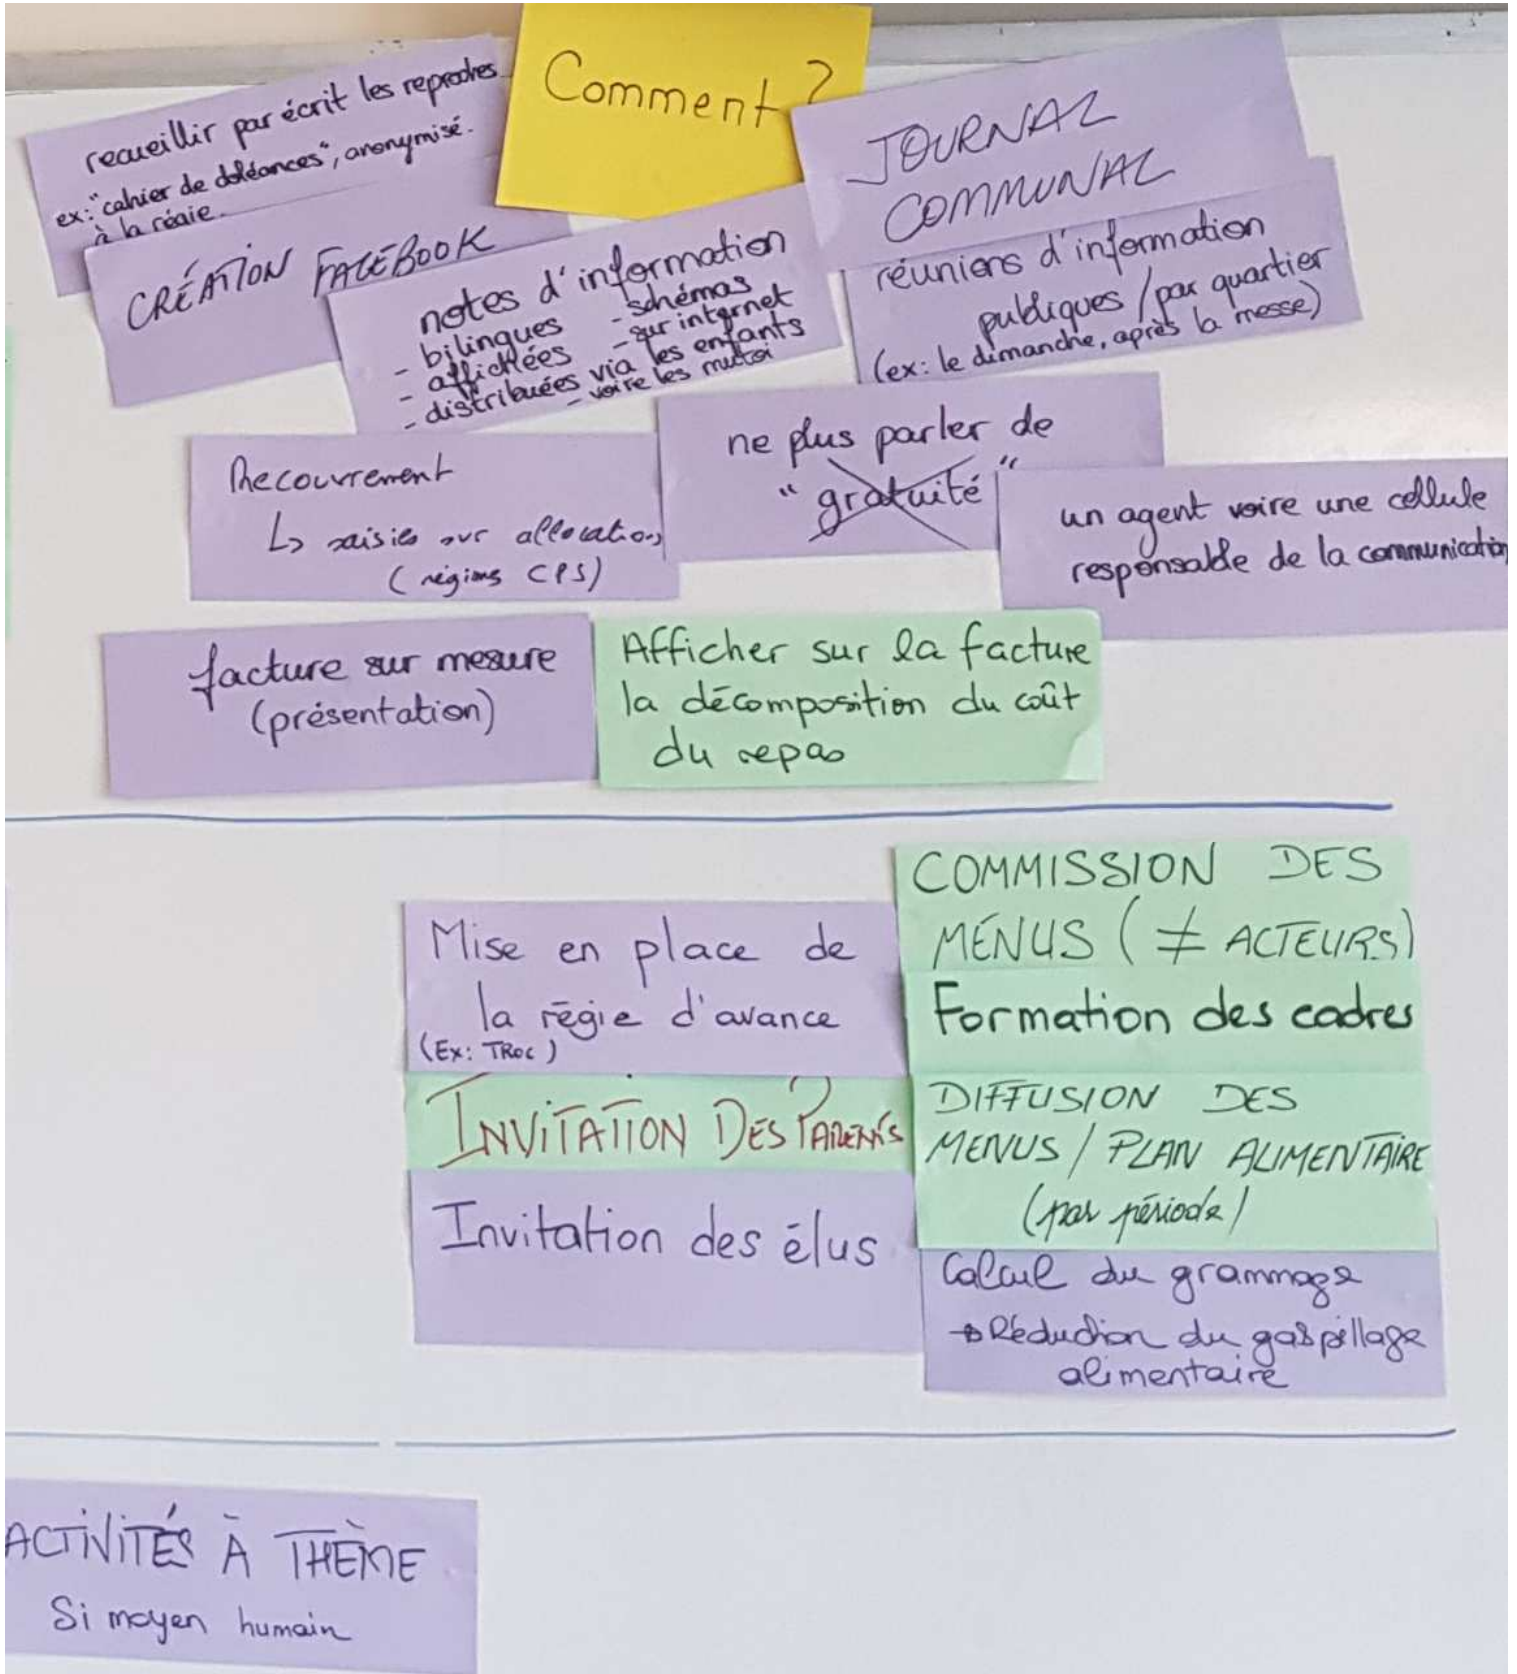 Comment ?
recueillir par écrit les reproches
ex: "cahier de doléances", anonymisé.
à la régie.
CRÉATION FACEBOOK
notes d'information
- bilingues
- schémas
- affichées
- sur internet
- distribuées via les enfants
- voire les mutoi
JOURNAL
COMMUNAL
réunions d'information
publiques / par quartier
(ex: le dimanche, après la messe)
Recouvrement
↳ saisies sur allocations
(régims CPS)
ne plus parler de
"gratuité"
un agent voire une cellule
responsable de la communication
facture sur mesure
(présentation)
Afficher sur la facture
la décomposition du coût
du repas
Mise en place de
la régie d'avance
(Ex: TROC)
INVITATION DES PARENTS
Invitation des élus
COMMISSION DES
MENUS (≠ ACTEURS)
Formation des cadres
DIFFUSION DES
MENUS / PLAN ALIMENTAIRE
(par période)
Calcul du grammage
→ Réduction du gaspillage
alimentaire
ACTIVITÉS À THÈME
Si moyen humain